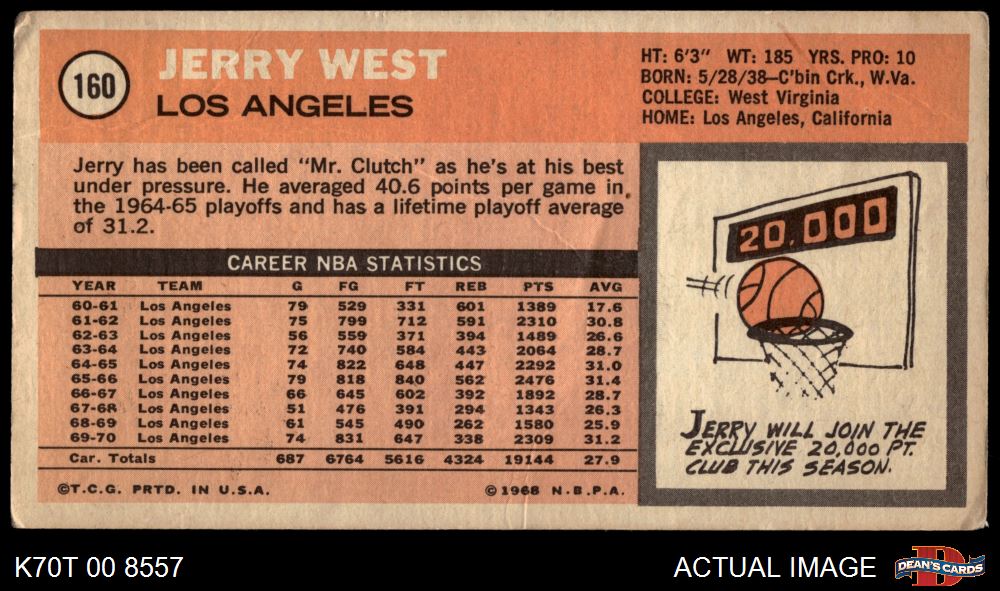 160
JERRY WEST
LOS ANGELES
HT: 6'3" WT: 185 YRS. PRO: 10
BORN: 5/28/38—C'bin Crk., W.Va.
COLLEGE: West Virginia
HOME: Los Angeles, California
Jerry has been called "Mr. Clutch" as he's at his best
under pressure. He averaged 40.6 points per game in
the 1964-65 playoffs and has a lifetime playoff average
of 31.2.
CAREER NBA STATISTICS
YEAR TEAM G FG FT REB PTS AVG
60-61 Los Angeles 79 529 331 601 1389 17.6
61-62 Los Angeles 75 799 712 591 2310 30.8
62-63 Los Angeles 56 559 371 394 1489 26.6
63-64 Los Angeles 72 740 584 443 2064 28.7
64-65 Los Angeles 74 822 648 447 2292 31.0
65-66 Los Angeles 79 818 840 562 2476 31.4
66-67 Los Angeles 66 645 602 392 1892 28.7
67-68 Los Angeles 51 476 391 294 1343 26.3
68-69 Los Angeles 61 545 490 262 1580 25.9
69-70 Los Angeles 74 831 647 338 2309 31.2
Car. Totals 687 6764 5616 4324 19144 27.9
©T.C.G. PRTD. IN U.S.A. ©1968 N.B.P.A.
20.000
JERRY WILL JOIN THE
EXCLUSIVE 20,000 PT.
CLUB THIS SEASON.
K70T 00 8557
ACTUAL IMAGE
D
DEAN'S CARDS